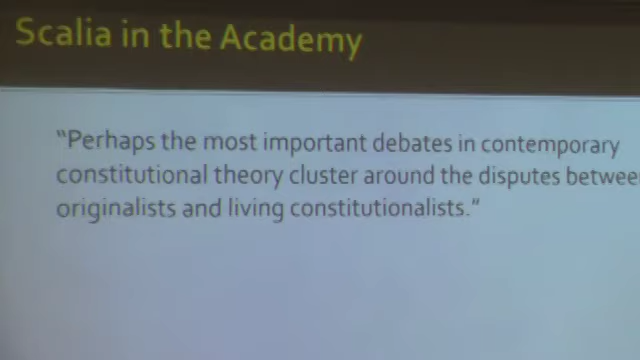 Scalia in the Academy
“Perhaps the most important debates in contemporary
constitutional theory cluster around the disputes betwee
originalists and living constitutionalists.”